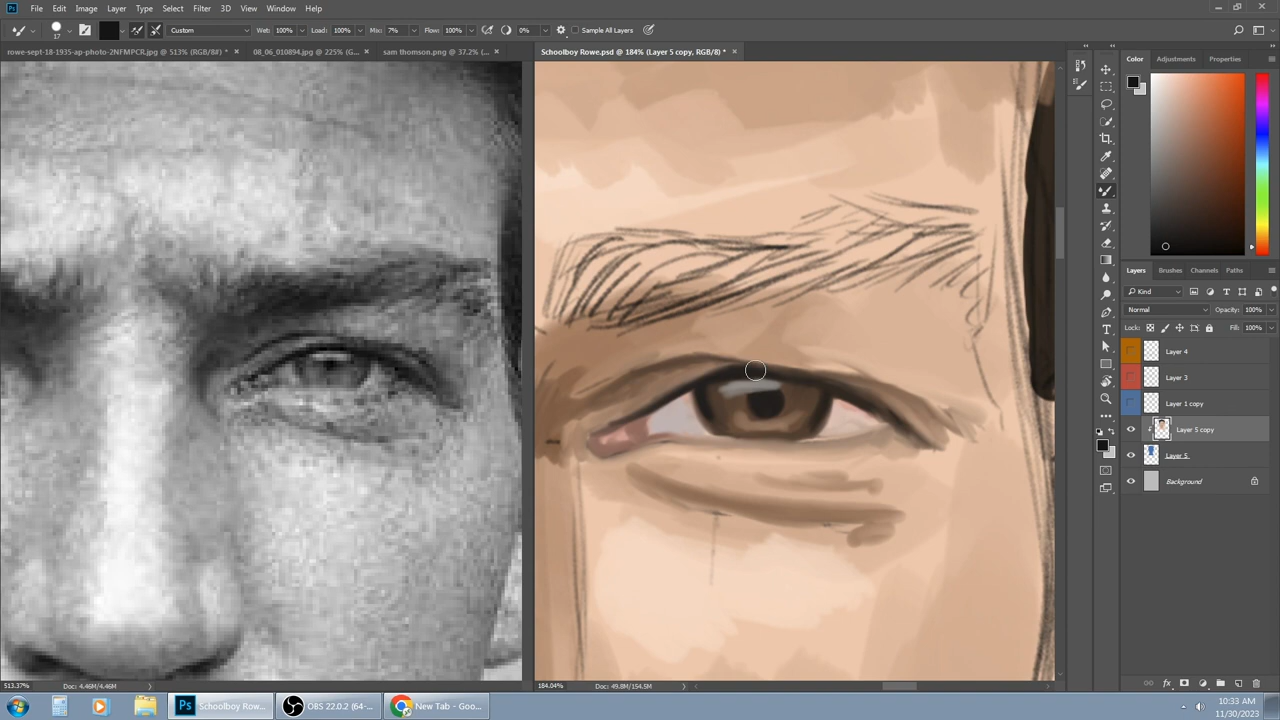 Ps File Edit Image Layer Type Select Filter 3D View Window Help
17 Custom Wet: 100% Load: 100% Mix: 7% Flow: 100% 0% Sample All Layers
rowe-sept-18-1935-ap-photo-2NFMPCR.jpg @ 513% (RGB/8#) * × 08_06_010894.jpg @ 225% (G... × sam thomson.png @ 37.2% (... × Schoolboy Rowe.psd @ 184% (Layer 5 copy, RGB/8) * ×
Color Adjustments Properties
Layers Brushes Channels Paths
Kind
Normal Opacity: 100%
Lock: Fill: 100%
Layer 4
Layer 3
Layer 1 copy
Layer 5 copy
Layer 5
Background
513.37% Doc: 4.46M/4.46M 184.04% Doc: 49.8M/154.5M
Ps Schoolboy Row... OBS 22.0.2 (64-... New Tab - Goo...
10:33 AM
11/30/2023